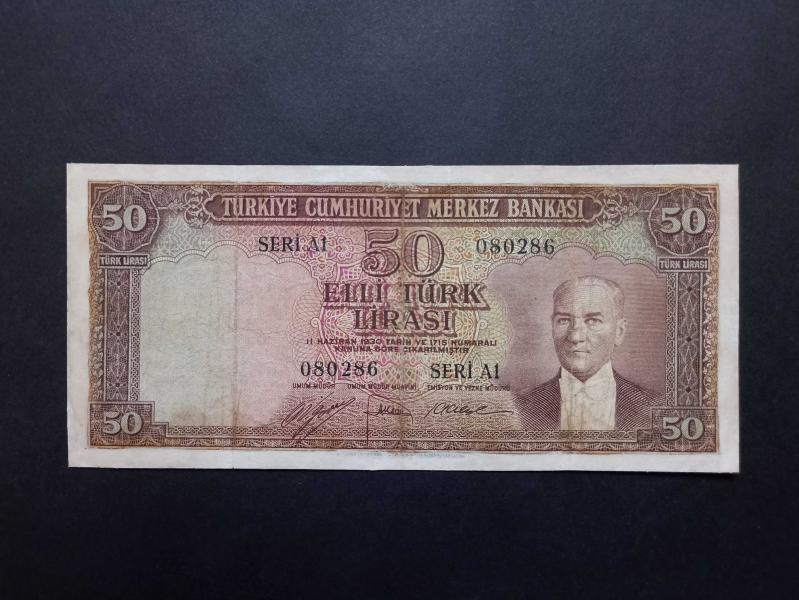 TÜRKİYE CUMHURİYET MERKEZ BANKASI
50
50
TÜRK LİRASI
TÜRK LİRASI
SERİ A1
50
080286
ELLİ TÜRK
LİRASI
11 HAZİRAN 1930 TARİH VE 1715 NUMARALI
KANUNA GÖRE ÇIKARILMIŞTIR
080286
SERİ A1
UMUM MÜDÜR
UMUM MÜDÜR MUAVİNİ
EMİSYON VE VEZNE MÜDÜRÜ
50
50